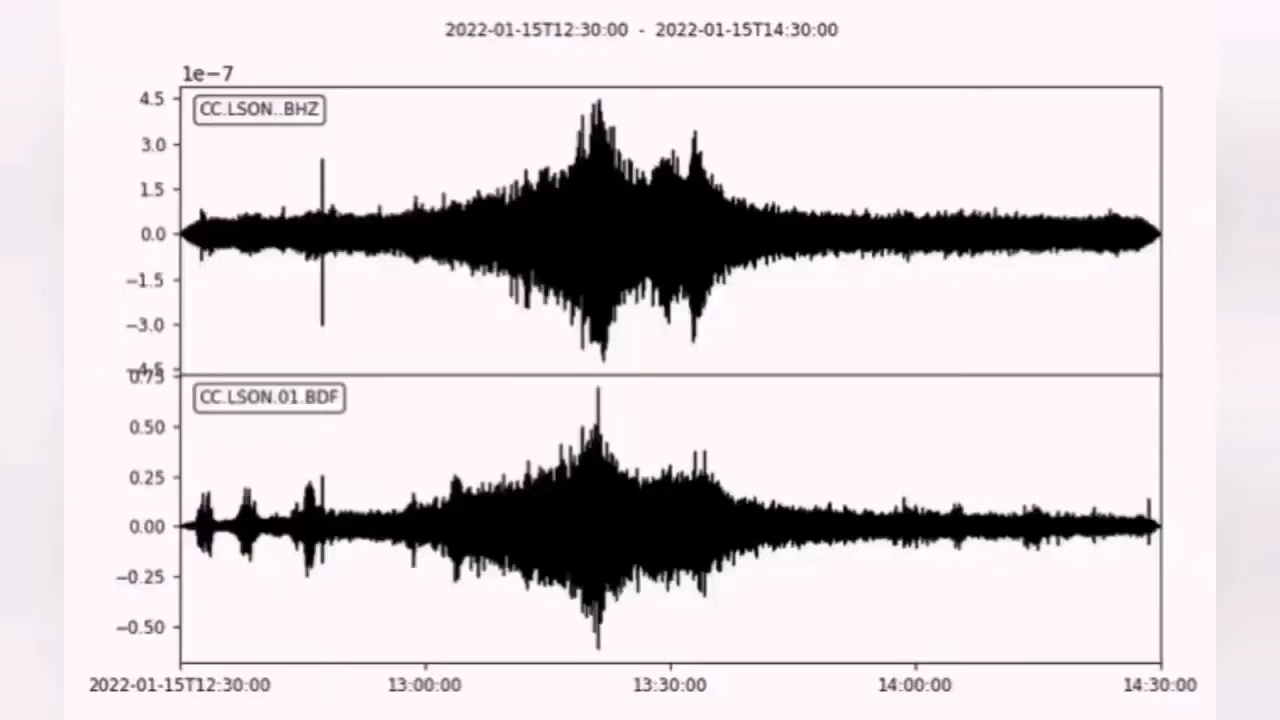 2022-01-15T12:30:00 - 2022-01-15T14:30:00
1e−7
CC.LSON..BHZ
4.5
3.0
1.5
0.0
−1.5
−3.0
−4.5
0.75
CC.LSON.01.BDF
0.50
0.25
0.00
−0.25
−0.50
2022-01-15T12:30:00 13:00:00 13:30:00 14:00:00 14:30:00